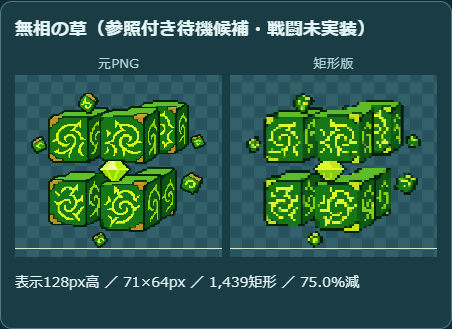 無相の草（参照付き待機候補・戦闘未実装）
元PNG
矩形版
表示128px高 ／ 71×64px ／ 1,439矩形 ／ 75.0%減